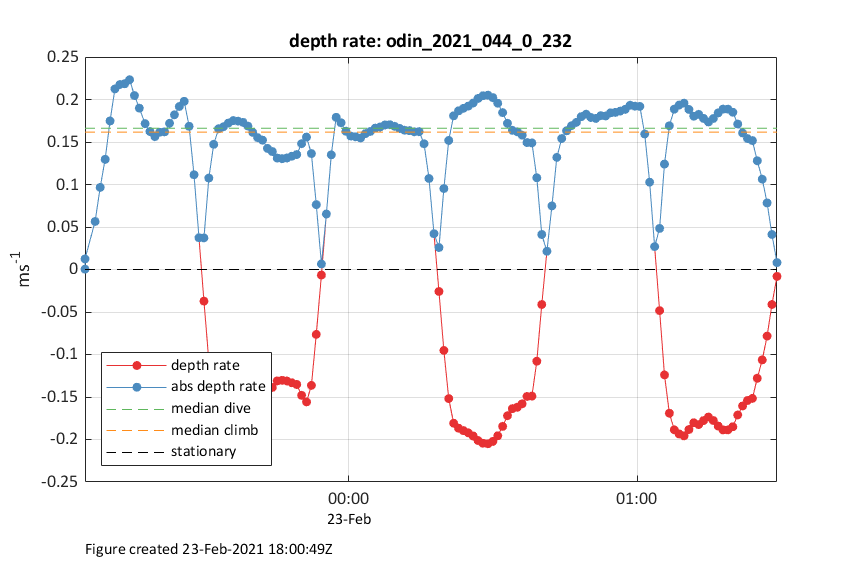 depth rate: odin_2021_044_0_232
0.25
0.2
0.15
0.1
0.05
0
-0.05
-0.1
-0.15
-0.2
-0.25
ms-1
depth rate
abs depth rate
median dive
median climb
stationary
00:00
01:00
23-Feb
Figure created 23-Feb-2021 18:00:49Z